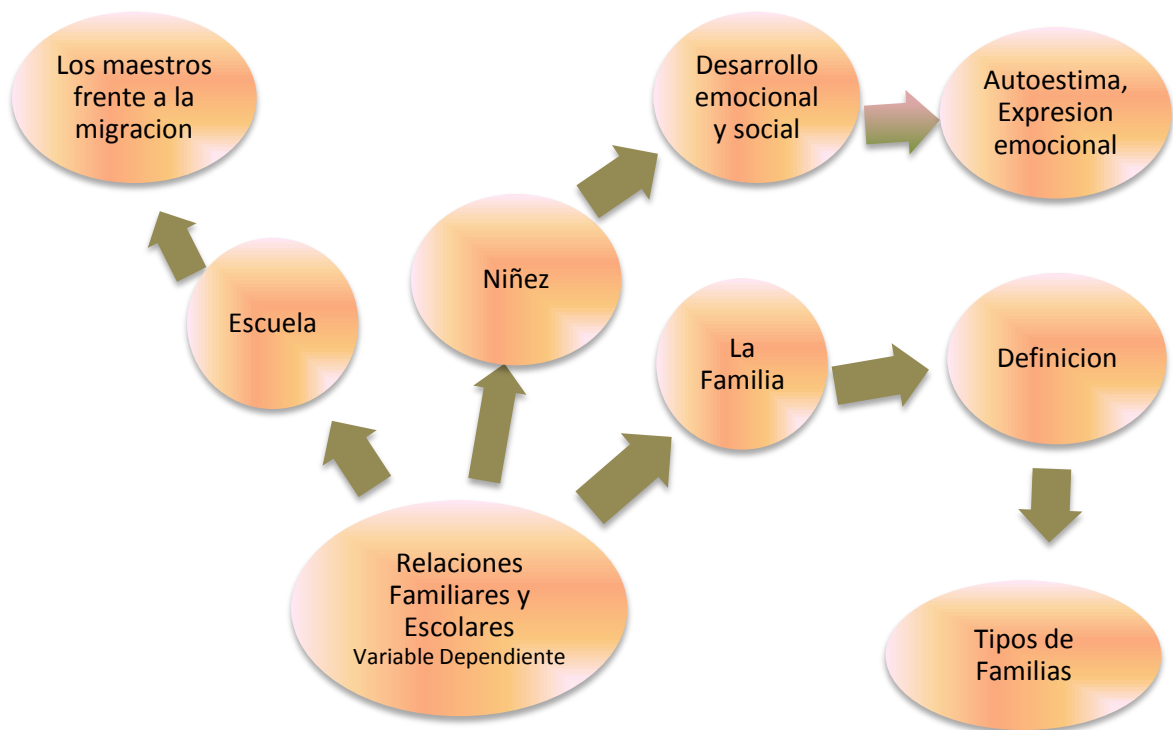 Los maestros
frente a la
migracion
Desarrollo
emocional
y social
Autoestima,
Expresion
emocional
Escuela
Niñez
La
Familia
Definicion
Relaciones
Familiares y
Escolares
Variable Dependiente
Tipos de
Familias